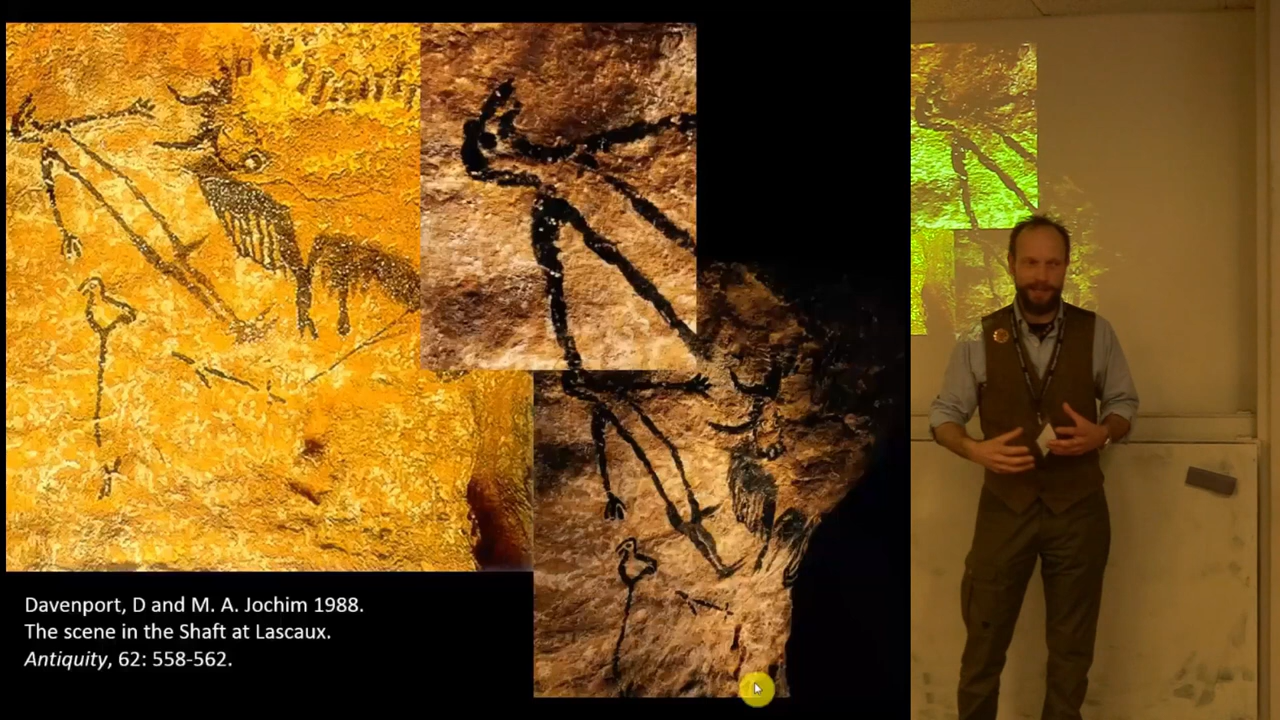 Davenport, D and M. A. Jochim 1988.
The scene in the Shaft at Lascaux.
Antiquity, 62: 558-562.